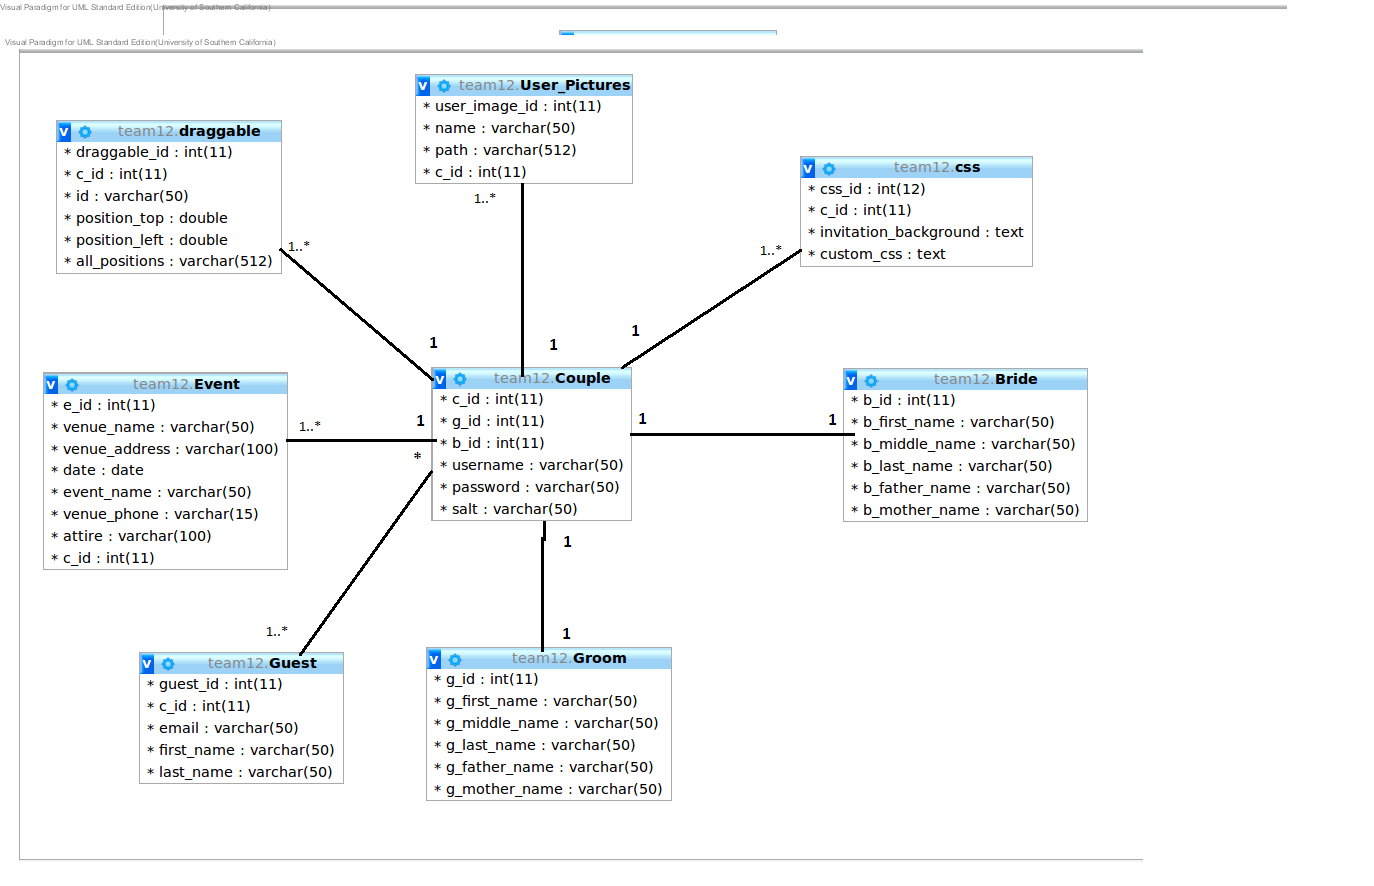 Visual Paradigm for UML Standard Edition(University of Southern California)
Visual Paradigm for UML Standard Edition(University of Southern California)
v team12.User_Pictures
* user_image_id : int(11)
* name : varchar(50)
* path : varchar(512)
* c_id : int(11)
1..*
v team12.draggable
* draggable_id : int(11)
* c_id : int(11)
* id : varchar(50)
* position_top : double
* position_left : double
* all_positions : varchar(512)
1..*
v team12.css
* css_id : int(12)
* c_id : int(11)
* invitation_background : text
* custom_css : text
1..*
1
1
1
v team12.Event
* e_id : int(11)
* venue_name : varchar(50)
* venue_address : varchar(100)
* date : date
* event_name : varchar(50)
* venue_phone : varchar(15)
* attire : varchar(100)
* c_id : int(11)
1..*
1
*
v team12.Couple
* c_id : int(11)
* g_id : int(11)
* b_id : int(11)
* username : varchar(50)
* password : varchar(50)
* salt : varchar(50)
1
1
v team12.Bride
* b_id : int(11)
* b_first_name : varchar(50)
* b_middle_name : varchar(50)
* b_last_name : varchar(50)
* b_father_name : varchar(50)
* b_mother_name : varchar(50)
1
1..*
1
v team12.Guest
* guest_id : int(11)
* c_id : int(11)
* email : varchar(50)
* first_name : varchar(50)
* last_name : varchar(50)
v team12.Groom
* g_id : int(11)
* g_first_name : varchar(50)
* g_middle_name : varchar(50)
* g_last_name : varchar(50)
* g_father_name : varchar(50)
* g_mother_name : varchar(50)